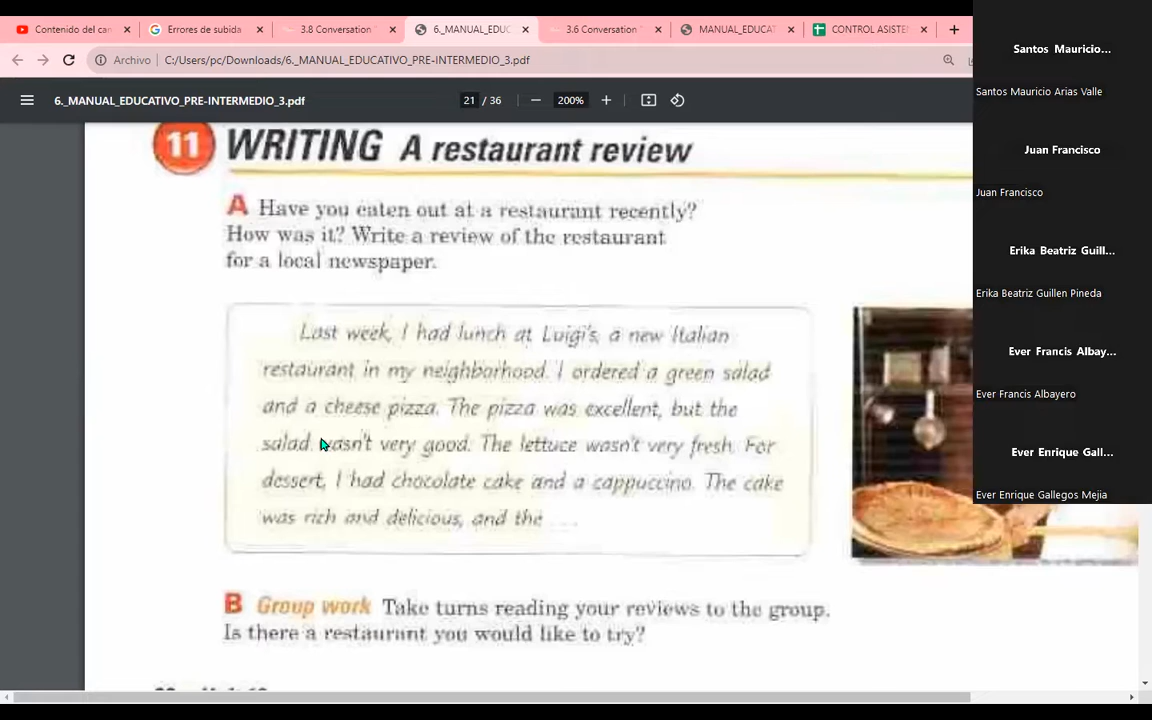 Contenido del can
Errores de subida
3.8 Conversation
6._MANUAL_EDUC
3.6 Conversation
MANUAL_EDUCAT
CONTROL ASISTE
Archivo
C:/Users/pc/Downloads/6._MANUAL_EDUCATIVO_PRE-INTERMEDIO_3.pdf
6._MANUAL_EDUCATIVO_PRE-INTERMEDIO_3.pdf
21 / 36
200%
11 WRITING A restaurant review
A Have you eaten out at a restaurant recently?
How was it? Write a review of the restaurant
for a local newspaper.
Last week, I had lunch at Luigi's, a new Italian
restaurant in my neighborhood. I ordered a green salad
and a cheese pizza. The pizza was excellent, but the
salad wasn't very good. The lettuce wasn't very fresh. For
dessert, I had chocolate cake and a cappuccino. The cake
was rich and delicious, and the ....
B Group work Take turns reading your reviews to the group.
Is there a restaurant you would like to try?
Santos Mauricio...
Santos Mauricio Arias Valle
Juan Francisco
Juan Francisco
Erika Beatriz Guill...
Erika Beatriz Guillen Pineda
Ever Francis Albay...
Ever Francis Albayero
Ever Enrique Gall...
Ever Enrique Gallegos Mejia